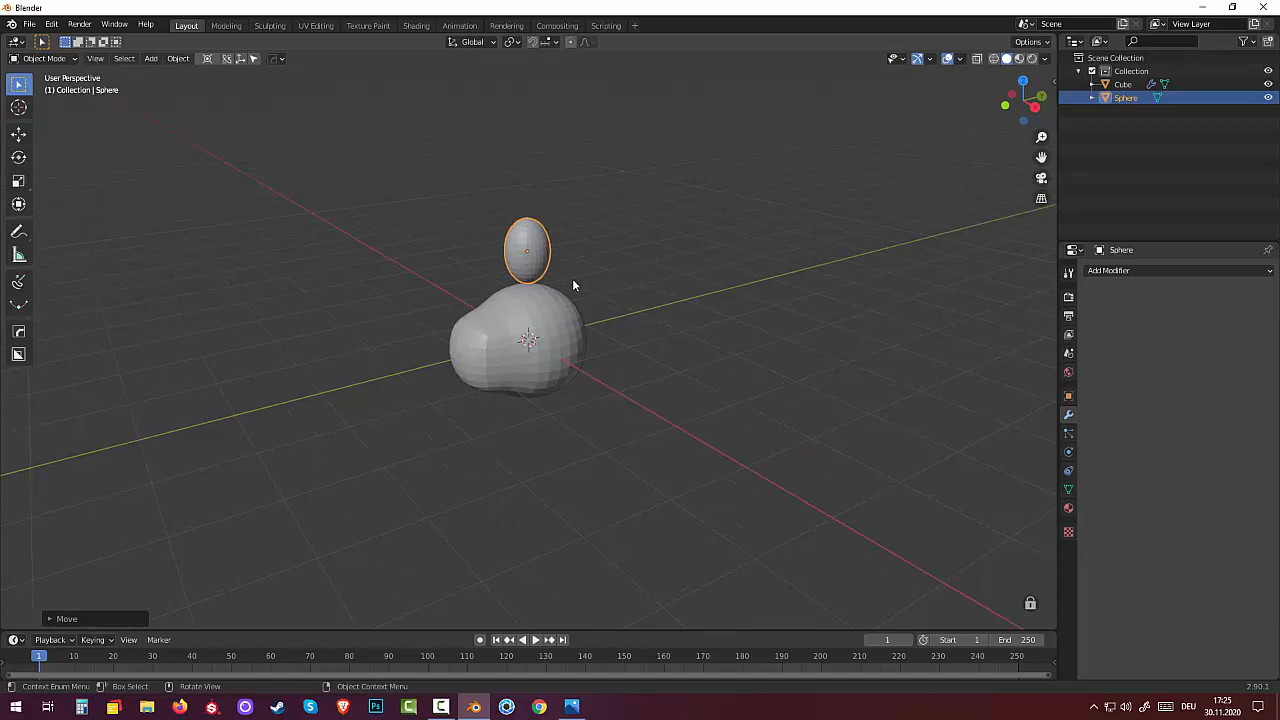 Blender
File Edit Render Window Help Layout Modeling Sculpting UV Editing Texture Paint Shading Animation Rendering Compositing Scripting + Scene View Layer
Global Options
Object Mode View Select Add Object
User Perspective
(1) Collection | Sphere
Scene Collection
Collection
Cube
Sphere
Z
Y
X
Sphere
Add Modifier
Move
Playback Keying View Marker 1 Start 1 End 250
1 10 20 30 40 50 60 70 80 90 100 110 120 130 140 150 160 170 180 190 200 210 220 230 240 250
Context Enum Menu Box Select Rotate View Object Context Menu 2.90.1
Ps DEU 17:25
30.11.2020